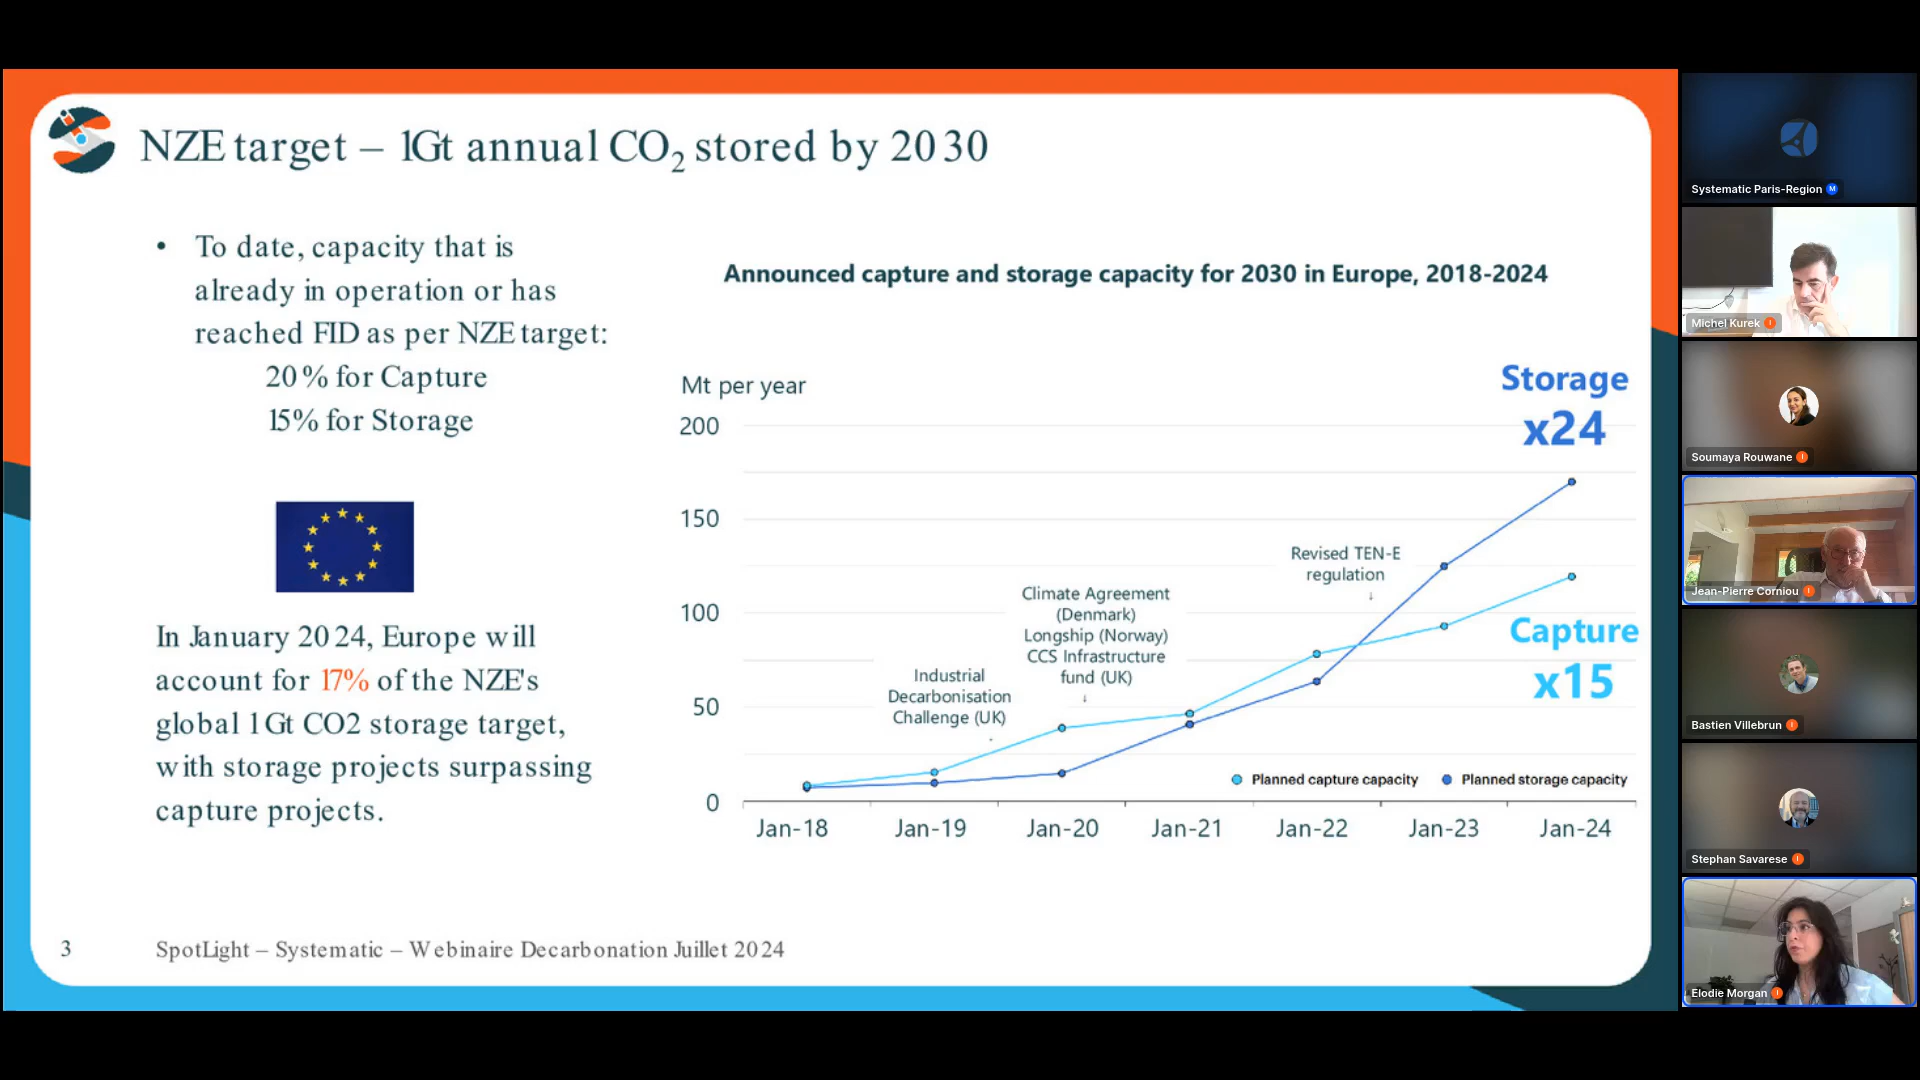 NZE target – 1Gt annual CO₂ stored by 2030
• To date, capacity that is
already in operation or has
reached FID as per NZE target:
20% for Capture
15% for Storage
In January 2024, Europe will
account for 17% of the NZE's
global 1Gt CO2 storage target,
with storage projects surpassing
capture projects.
Announced capture and storage capacity for 2030 in Europe, 2018-2024
Mt per year
200
150
100
50
0
Storage
x24
Capture
x15
Revised TEN-E
regulation
Climate Agreement
(Denmark)
Longship (Norway)
CCS Infrastructure
fund (UK)
Industrial
Decarbonisation
Challenge (UK)
Planned capture capacity
Planned storage capacity
Jan-18 Jan-19 Jan-20 Jan-21 Jan-22 Jan-23 Jan-24
3
SpotLight – Systematic – Webinaire Decarbonation Juillet 2024
Systematic Paris-Region M
Michel Kurek I
Soumaya Rouwane I
Jean-Pierre Corniou I
Bastien Villebrun I
Stephan Savarese I
Elodie Morgan I